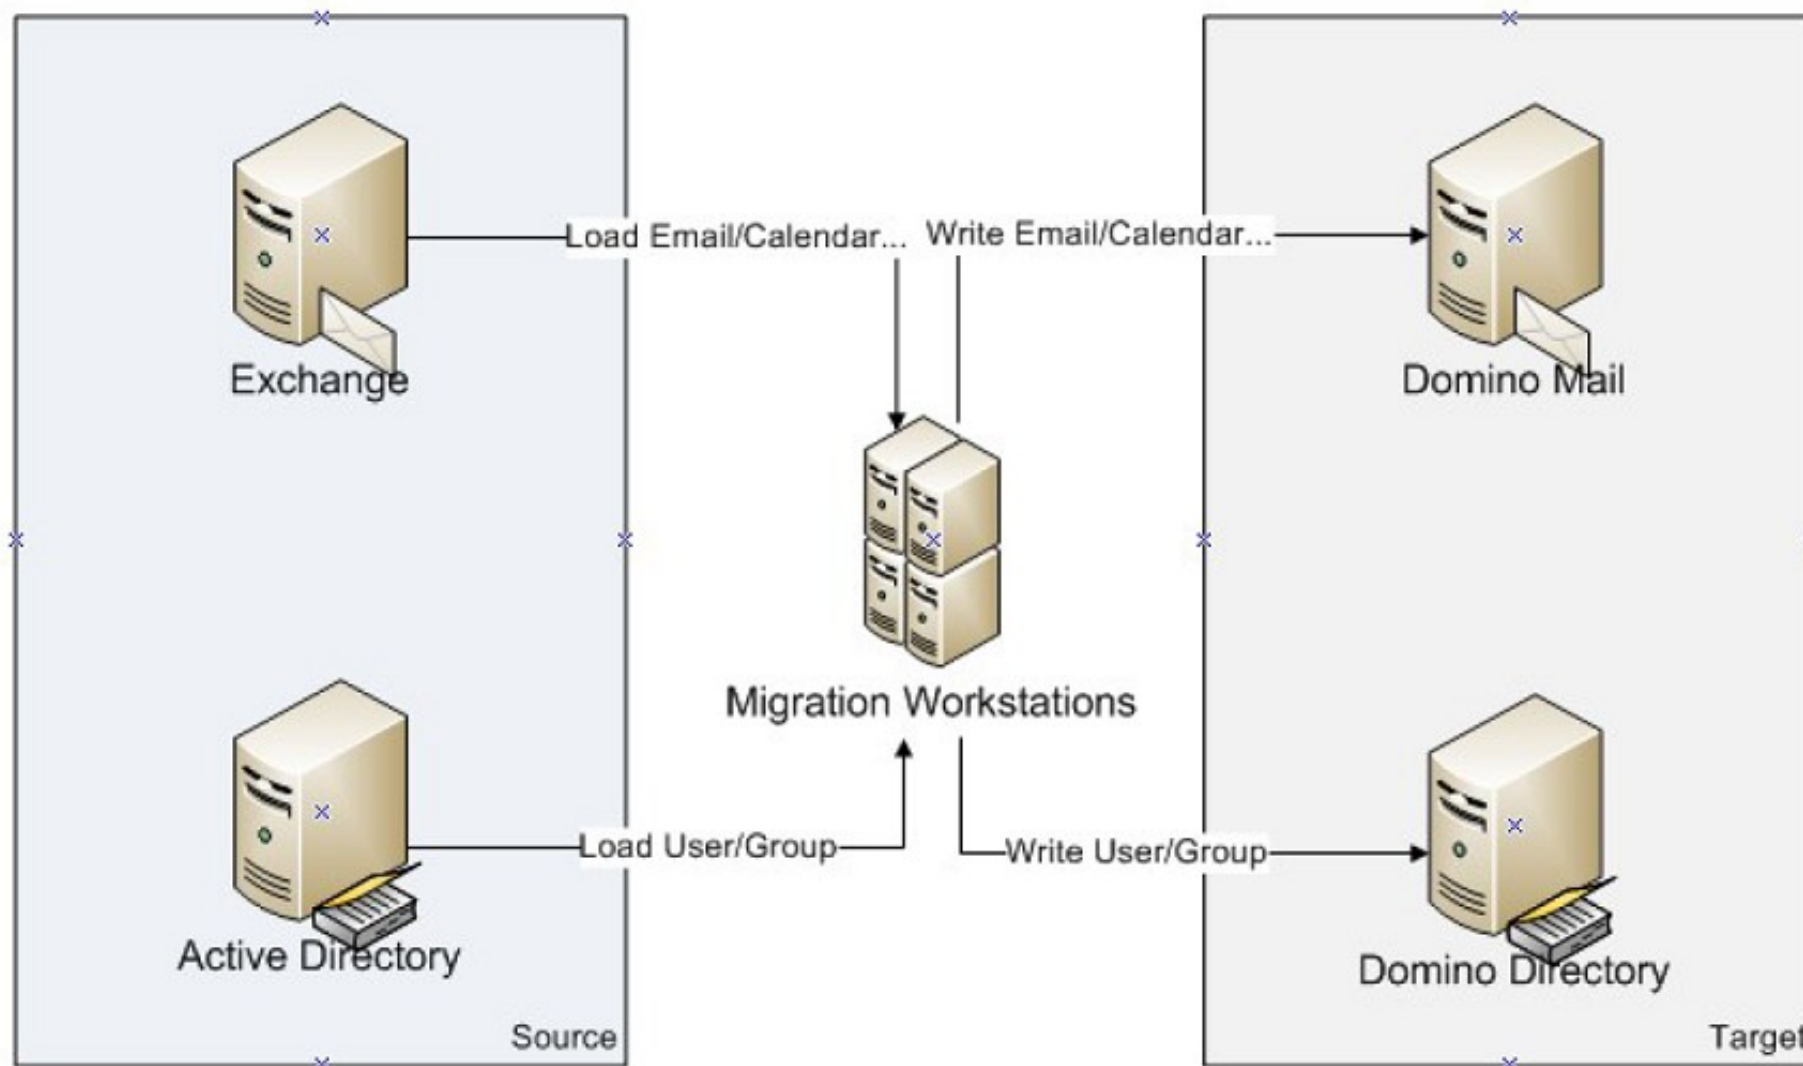 Load Email/Calendar...
Write Email/Calendar...
Exchange
Domino Mail
Migration Workstations
Load User/Group
Write User/Group
Active Directory
Domino Directory
Source
Target